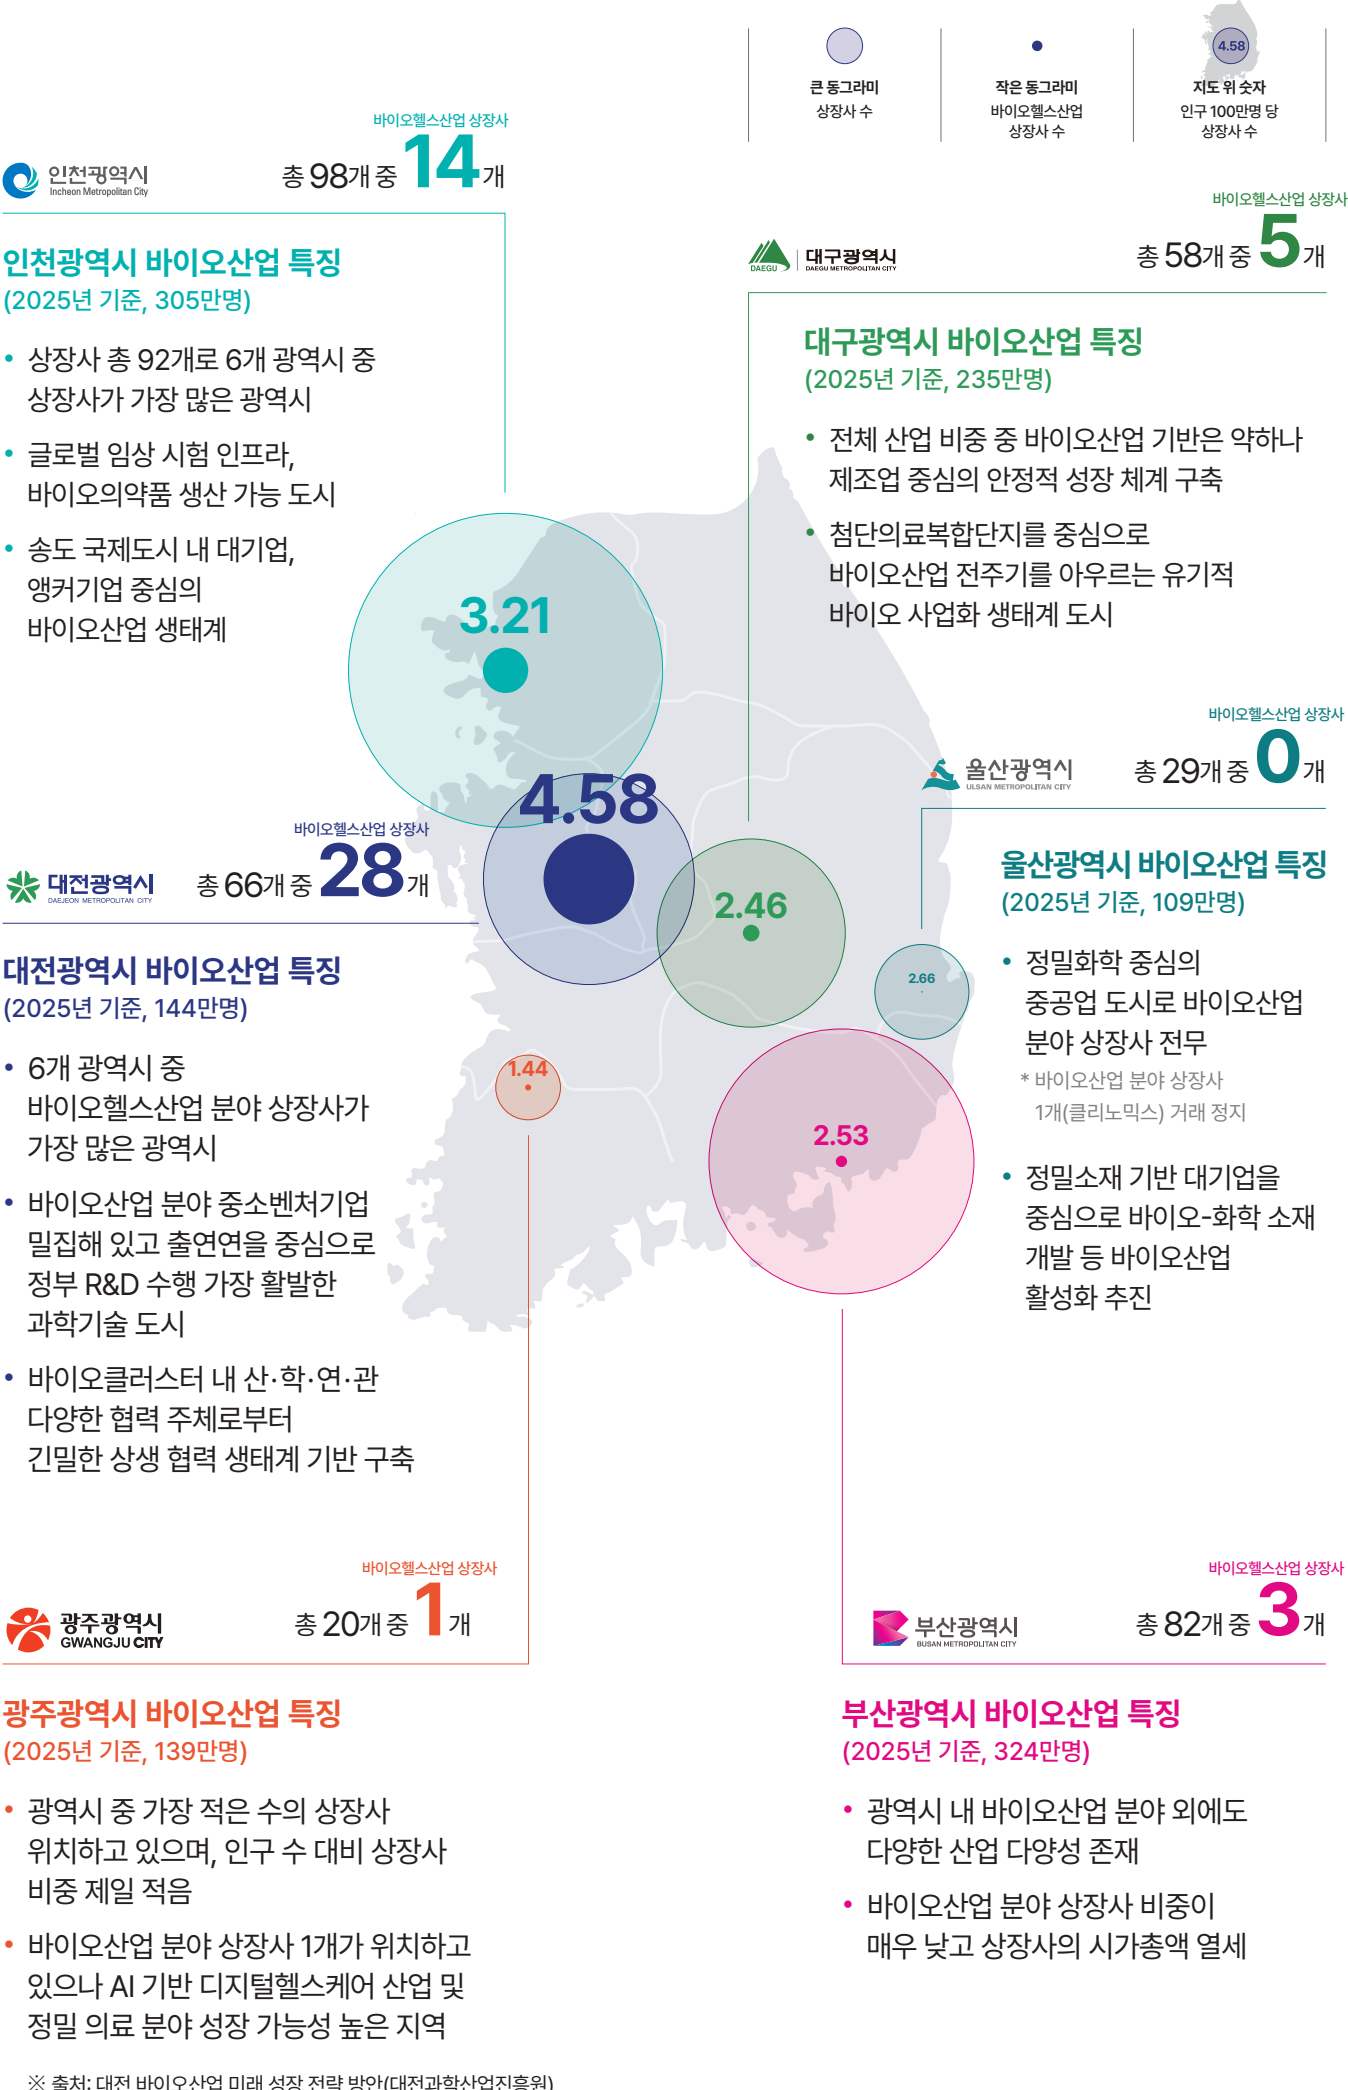 큰 동그라미
상장사 수
작은 동그라미
바이오헬스산업
상장사 수
4.58
지도 위 숫자
인구 100만명 당
상장사 수
바이오헬스산업 상장사
인천광역시
Incheon Metropolitan City
총 98개 중 14개
인천광역시 바이오산업 특징
(2025년 기준, 305만명)
• 상장사 총 92개로 6개 광역시 중
상장사가 가장 많은 광역시
• 글로벌 임상 시험 인프라,
바이오의약품 생산 가능 도시
• 송도 국제도시 내 대기업,
앵커기업 중심의
바이오산업 생태계
바이오헬스산업 상장사
DAEGU
대구광역시
DAEGU METROPOLITAN CITY
총 58개 중 5개
대구광역시 바이오산업 특징
(2025년 기준, 235만명)
• 전체 산업 비중 중 바이오산업 기반은 약하나
제조업 중심의 안정적 성장 체계 구축
• 첨단의료복합단지를 중심으로
바이오산업 전주기를 아우르는 유기적
바이오 사업화 생태계 도시
3.21
4.58
2.46
2.66
1.44
2.53
바이오헬스산업 상장사
울산광역시
ULSAN METROPOLITAN CITY
총 29개 중 0개
울산광역시 바이오산업 특징
(2025년 기준, 109만명)
• 정밀화학 중심의
중공업 도시로 바이오산업
분야 상장사 전무
* 바이오산업 분야 상장사
1개(클리노믹스) 거래 정지
• 정밀소재 기반 대기업을
중심으로 바이오-화학 소재
개발 등 바이오산업
활성화 추진
바이오헬스산업 상장사
대전광역시
DAEJEON METROPOLITAN CITY
총 66개 중 28개
대전광역시 바이오산업 특징
(2025년 기준, 144만명)
• 6개 광역시 중
바이오헬스산업 분야 상장사가
가장 많은 광역시
• 바이오산업 분야 중소벤처기업
밀집해 있고 출연연을 중심으로
정부 R&D 수행 가장 활발한
과학기술 도시
• 바이오클러스터 내 산·학·연·관
다양한 협력 주체로부터
긴밀한 상생 협력 생태계 기반 구축
바이오헬스산업 상장사
광주광역시
GWANGJU CITY
총 20개 중 1개
광주광역시 바이오산업 특징
(2025년 기준, 139만명)
• 광역시 중 가장 적은 수의 상장사
위치하고 있으며, 인구 수 대비 상장사
비중 제일 적음
• 바이오산업 분야 상장사 1개가 위치하고
있으나 AI 기반 디지털헬스케어 산업 및
정밀 의료 분야 성장 가능성 높은 지역
바이오헬스산업 상장사
부산광역시
BUSAN METROPOLITAN CITY
총 82개 중 3개
부산광역시 바이오산업 특징
(2025년 기준, 324만명)
• 광역시 내 바이오산업 분야 외에도
다양한 산업 다양성 존재
• 바이오산업 분야 상장사 비중이
매우 낮고 상장사의 시가총액 열세
※ 출처: 대전 바이오산업 미래 성장 전략 방안(대전과학산업진흥원)